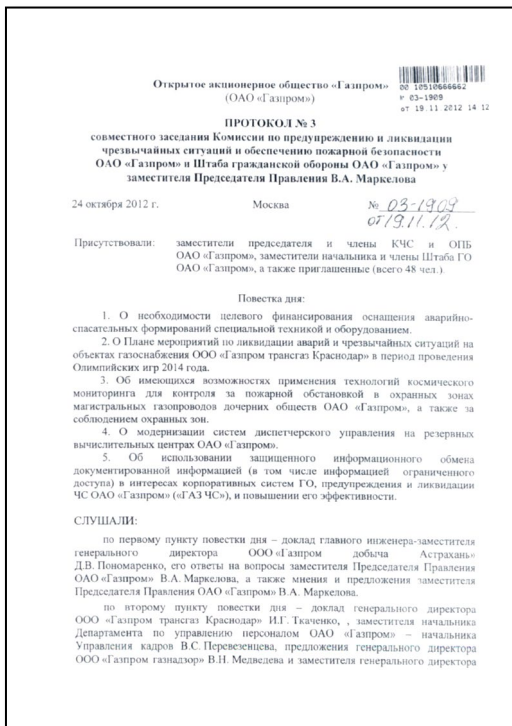 Открытое акционерное общество «Газпром»
(ОАО «Газпром»)
00 10510666662
№ 03-1909
от 19.11.2012 14 12
ПРОТОКОЛ № 3
совместного заседания Комиссии по предупреждению и ликвидации
чрезвычайных ситуаций и обеспечению пожарной безопасности
ОАО «Газпром» и Штаба гражданской обороны ОАО «Газпром» у
заместителя Председателя Правления В.А. Маркелова
24 октября 2012 г. Москва № 03-1909
от 19.11.12.
Присутствовали: заместители председателя и члены КЧС и ОПБ
ОАО «Газпром», заместители начальника и члены Штаба ГО
ОАО «Газпром», а также приглашенные (всего 48 чел.).
Повестка дня:
1. О необходимости целевого финансирования оснащения аварийно-
спасательных формирований специальной техникой и оборудованием.
2. О Плане мероприятий по ликвидации аварий и чрезвычайных ситуаций на
объектах газоснабжения ООО «Газпром трансгаз Краснодар» в период проведения
Олимпийских игр 2014 года.
3. Об имеющихся возможностях применения технологий космического
мониторинга для контроля за пожарной обстановкой в охранных зонах
магистральных газопроводов дочерних обществ ОАО «Газпром», а также за
соблюдением охранных зон.
4. О модернизации систем диспетчерского управления на резервных
вычислительных центрах ОАО «Газпром».
5. Об использовании защищенного информационного обмена
документированной информацией (в том числе информацией ограниченного
доступа) в интересах корпоративных систем ГО, предупреждения и ликвидации
ЧС ОАО «Газпром» («ГАЗ ЧС»), и повышении его эффективности.
СЛУШАЛИ:
по первому пункту повестки дня – доклад главного инженера-заместителя
генерального директора ООО «Газпром добыча Астрахань»
Д.В. Пономаренко, его ответы на вопросы заместителя Председателя Правления
ОАО «Газпром» В.А. Маркелова, а также мнения и предложения заместителя
Председателя Правления ОАО «Газпром» В.А. Маркелова.
по второму пункту повестки дня – доклад генерального директора
ООО «Газпром трансгаз Краснодар» И.Г. Ткаченко, , заместителя начальника
Департамента по управлению персоналом ОАО «Газпром» – начальника
Управления кадров В.С. Перевезенцева, предложения генерального директора
ООО «Газпром газнадзор» В.Н. Медведева и заместителя генерального директора